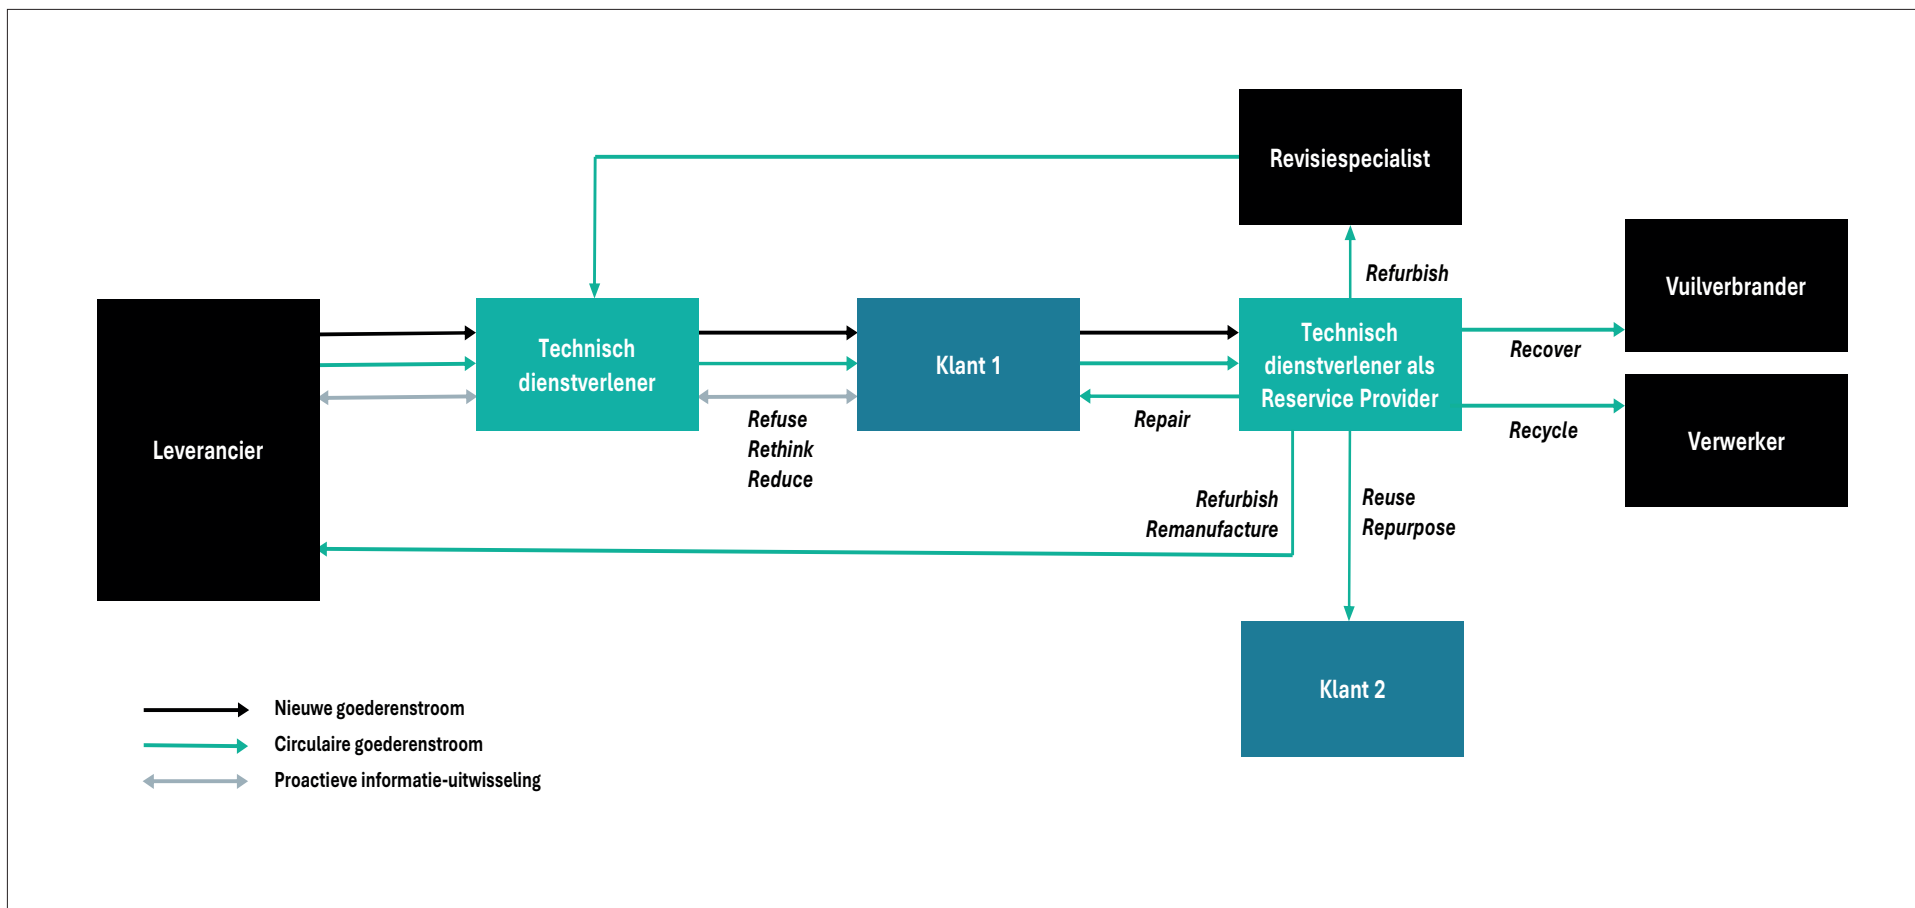 Revisiespecialist
Refurbish
Vuilverbrander
Leverancier
Technisch
dienstverlener
Klant 1
Technisch
dienstverlener als
Reservice Provider
Recover
Refuse
Rethink
Reduce
Repair
Recycle
Verwerker
Refurbish
Remanufacture
Reuse
Repurpose
Klant 2
Nieuwe goederenstroom
Circulaire goederenstroom
Proactieve informatie-uitwisseling